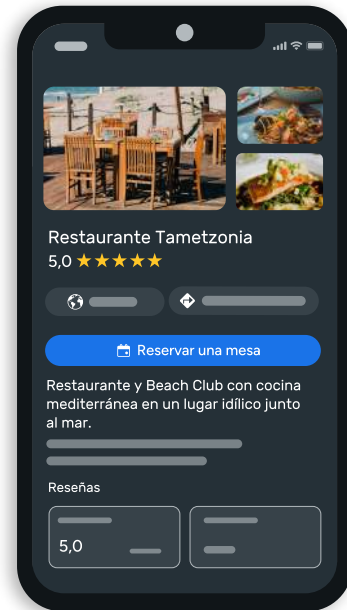 Restaurante Tametzonia
5,0
Reservar una mesa
Restaurante y Beach Club con cocina
mediterránea en un lugar idílico junto
al mar.
Reseñas
5,0